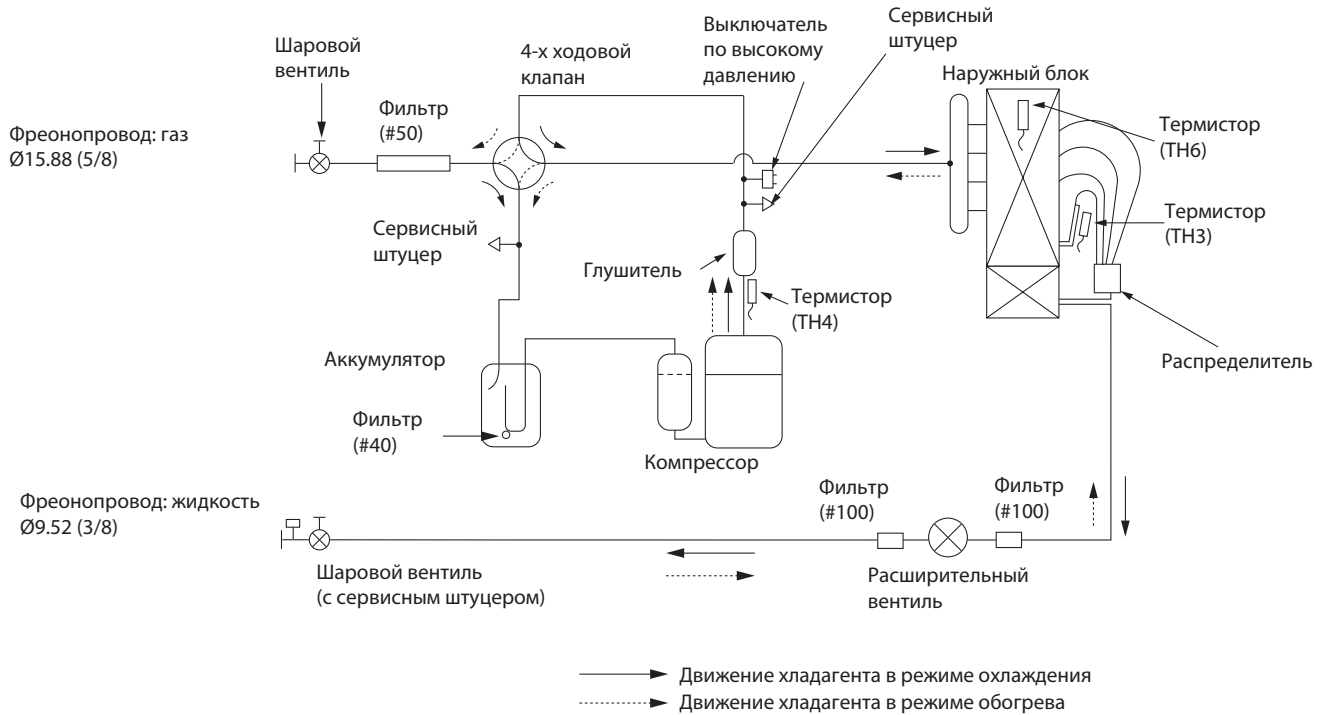 Выключатель
по высокому
давлению
Сервисный
штуцер
Шаровой
вентиль
4-х ходовой
клапан
Наружный блок
Фильтр
(#50)
Фреонопровод: газ
Ø15.88 (5/8)
Термистор
(TH6)
Термистор
(TH3)
Сервисный
штуцер
Глушитель
Термистор
(TH4)
Аккумулятор
Распределитель
Фильтр
(#40)
Компрессор
Фреонопровод: жидкость
Ø9.52 (3/8)
Фильтр
(#100)
Фильтр
(#100)
Шаровой вентиль
(с сервисным штуцером)
Расширительный
вентиль
Движение хладагента в режиме охлаждения
Движение хладагента в режиме обогрева